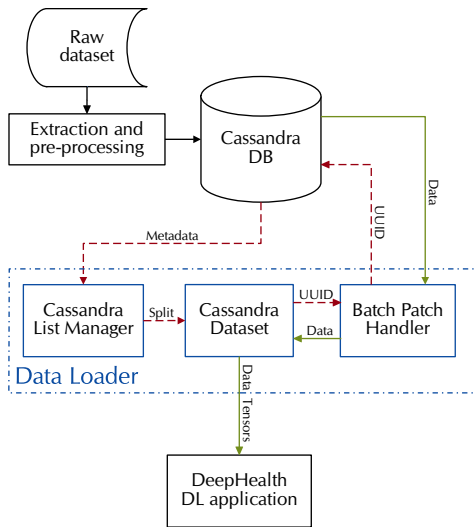 Raw
dataset
Extraction and
pre-processing
Cassandra
DB
Data
UUID
Metadata
Cassandra
List Manager
Split
Cassandra
Dataset
UUID
Data
Batch Patch
Handler
Data Loader
Data Tensors
DeepHealth
DL application